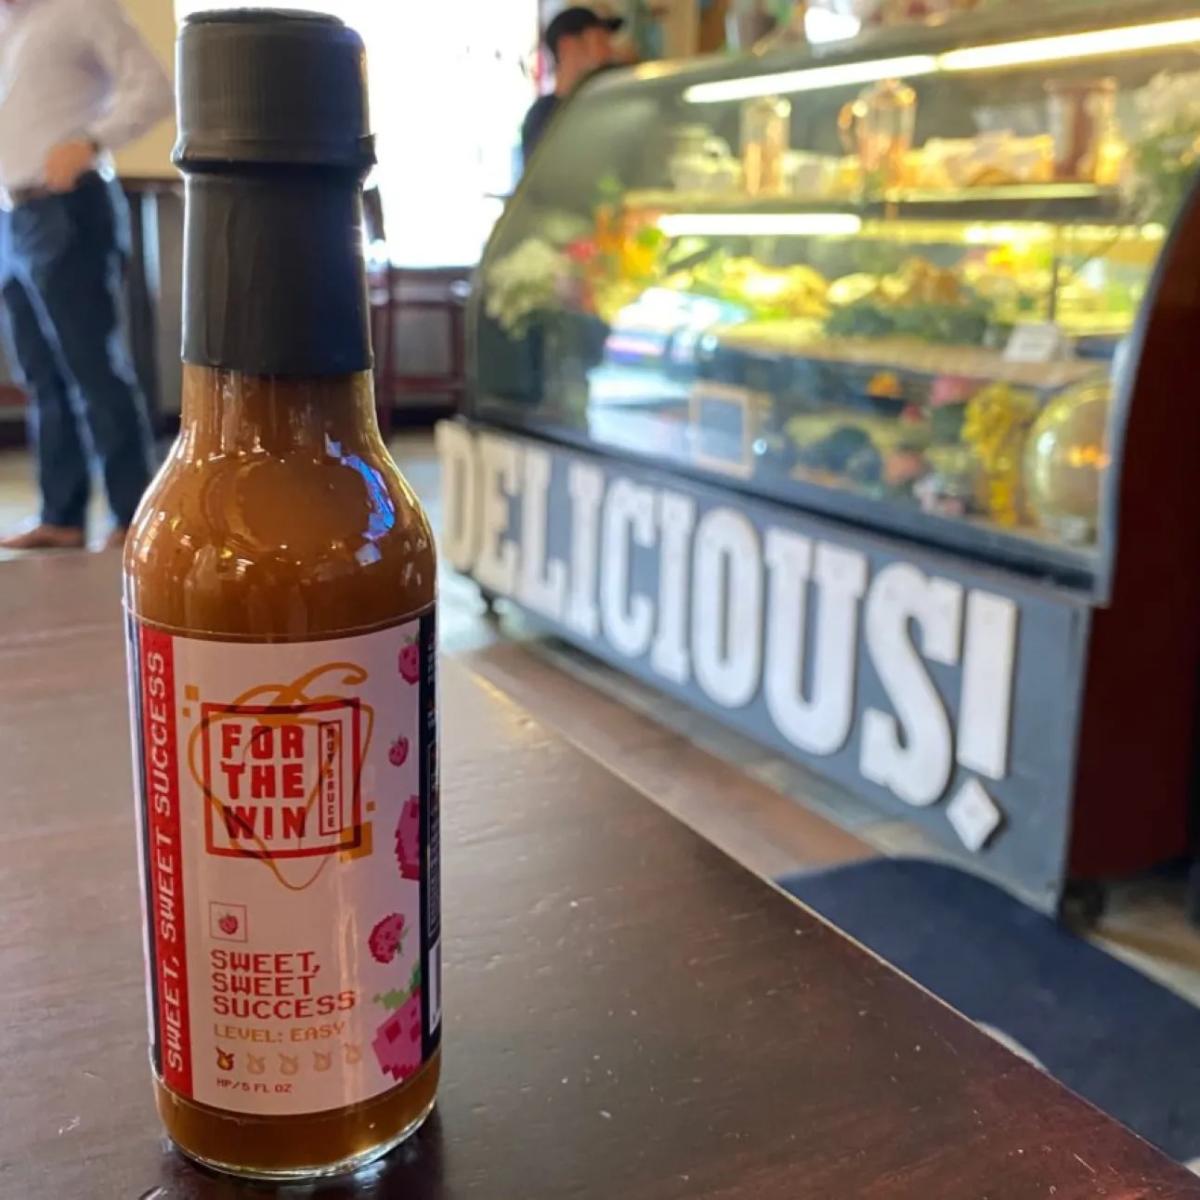 SWEET, SWEET SUCCESS
FOR
THE
WIN
HOT SAUCE
SWEET,
SWEET
SUCCESS
LEVEL: EASY
HP/5 FL OZ
DELICIOUS!